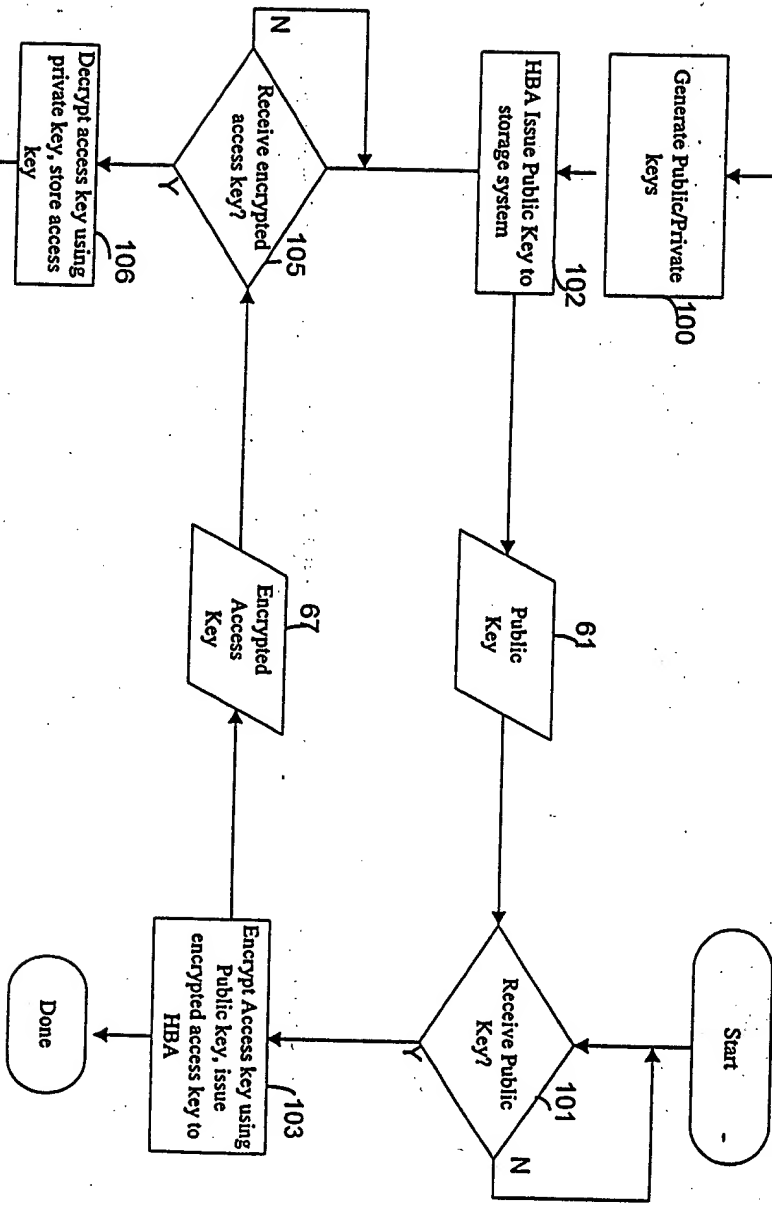 Generate Public/Private
keys
100
HBA Issue Public Key to
storage system
102
N
Receive encrypted
access key?
105
Y
Decrypt access key using
private key, store access
key
106
Public
Key
61
Encrypted
Access
Key
67
Start
Receive Public
Key?
101
N
Y
Encrypt Access key using
Public key, issue
encrypted access key to
HBA
103
Done